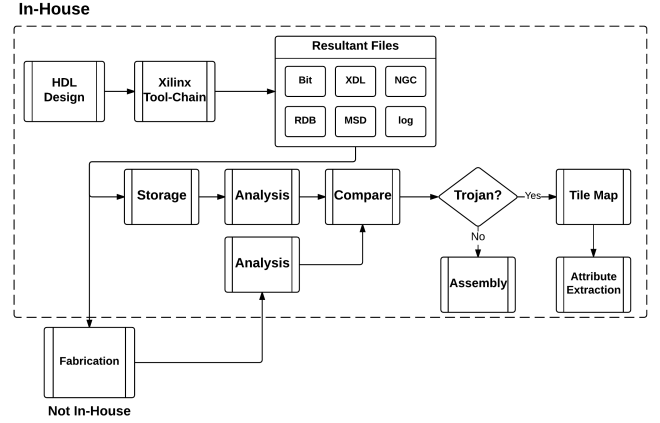 In-House
Resultant Files
HDL
Design
Xilinx
Tool-Chain
Bit
XDL
NGC
RDB
MSD
log
Storage
Analysis
Compare
Trojan?
Yes
Tile Map
No
Analysis
Assembly
Attribute
Extraction
Fabrication
Not In-House